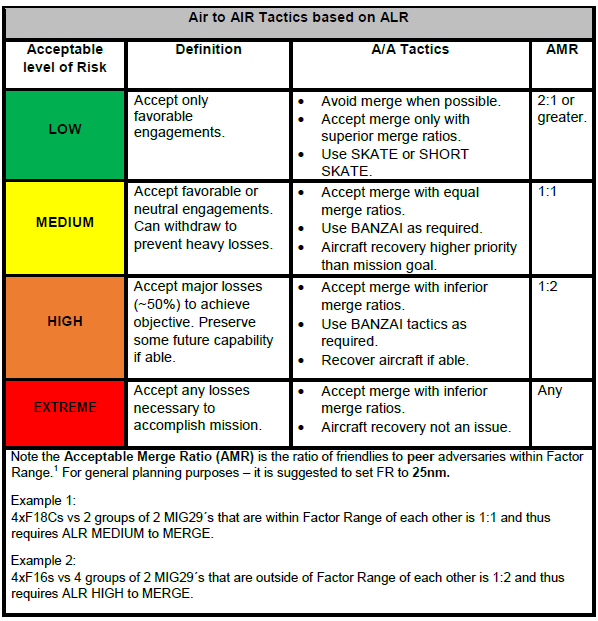 Air to AIR Tactics based on ALR
Acceptable
level of Risk
Definition
A/A Tactics
AMR
LOW
Accept only
favorable
engagements.
• Avoid merge when possible.
• Accept merge only with
superior merge ratios.
• Use SKATE or SHORT
SKATE.
2:1 or
greater.
MEDIUM
Accept favorable or
neutral engagements.
Can withdraw to
prevent heavy losses.
• Accept merge with equal
merge ratios.
• Use BANZAI as required.
• Aircraft recovery higher priority
than mission goal.
1:1
HIGH
Accept major losses
(~50%) to achieve
objective. Preserve
some future capability
if able.
• Accept merge with inferior
merge ratios.
• Use BANZAI tactics as
required.
• Recover aircraft if able.
1:2
EXTREME
Accept any losses
necessary to
accomplish mission.
• Accept merge with inferior
merge ratios.
• Aircraft recovery not an issue.
Any
Note the Acceptable Merge Ratio (AMR) is the ratio of friendlies to peer adversaries within Factor
Range.¹ For general planning purposes – it is suggested to set FR to 25nm.
Example 1:
4xF18Cs vs 2 groups of 2 MIG29´s that are within Factor Range of each other is 1:1 and thus
requires ALR MEDIUM to MERGE.
Example 2:
4xF16s vs 4 groups of 2 MIG29´s that are outside of Factor Range of each other is 1:2 and thus
requires ALR HIGH to MERGE.